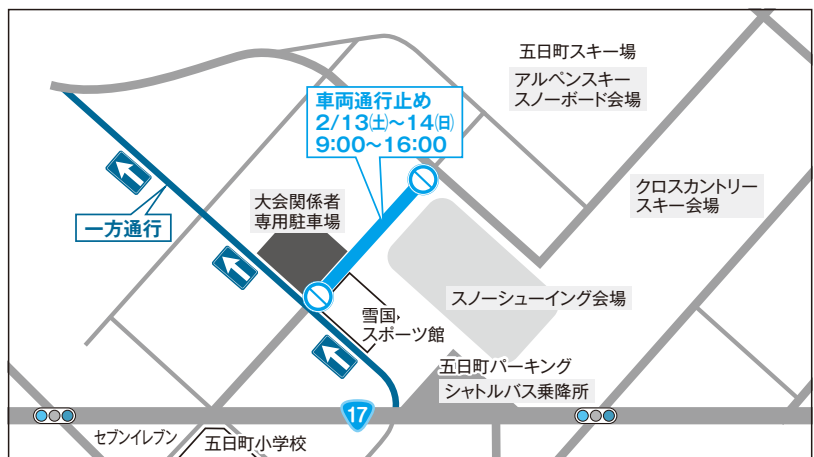 五日町スキー場
アルペンスキー
スノーボード会場
車両通行止め
2/13㈯〜14㈰
9:00〜16:00
クロスカントリー
スキー会場
大会関係者
専用駐車場
一方通行
スノーシューイング会場
雪国
スポーツ館
五日町パーキング
シャトルバス乗降所
17
セブンイレブン
五日町小学校